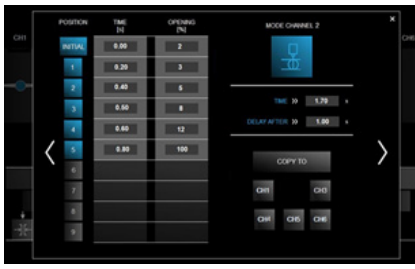 POSITION TIME [s] OPENING [%] MODE CHANNEL 2 ×
CH1 CH6
INITIAL 0.00 2
1 0.20 3
2 0.40 5
3 0.50 8
4 0.60 12
5 0.80 100
6
7
8
9
TIME 1.70 s
DELAY AFTER 1.00 s
COPY TO
CH1 CH3
CH4 CH5 CH6